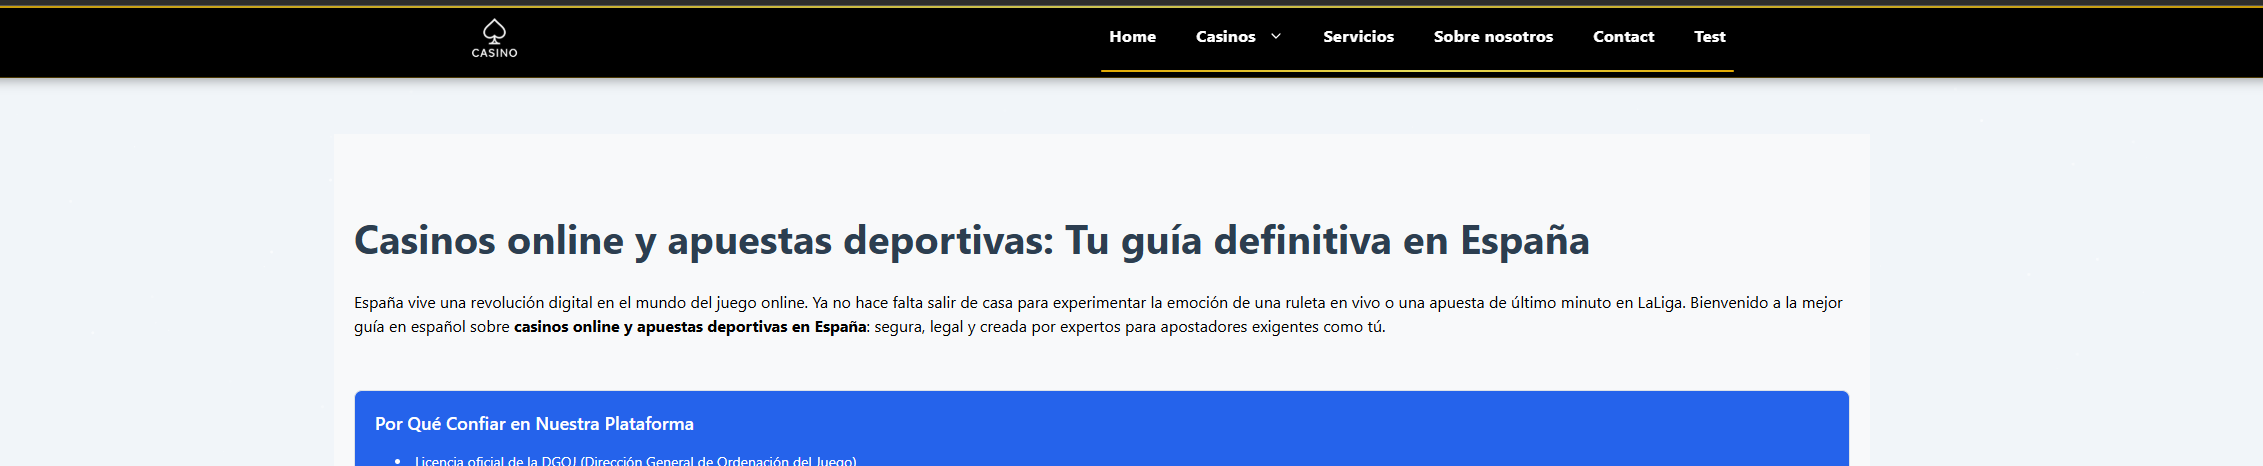 CASINO
Home Casinos Servicios Sobre nosotros Contact Test
Casinos online y apuestas deportivas: Tu guía definitiva en España
España vive una revolución digital en el mundo del juego online. Ya no hace falta salir de casa para experimentar la emoción de una ruleta en vivo o una apuesta de último minuto en LaLiga. Bienvenido a la mejor
guía en español sobre casinos online y apuestas deportivas en España: segura, legal y creada por expertos para apostadores exigentes como tú.
Por Qué Confiar en Nuestra Plataforma
• Licencia oficial de la DGOJ (Dirección General de Ordenación del Juego)